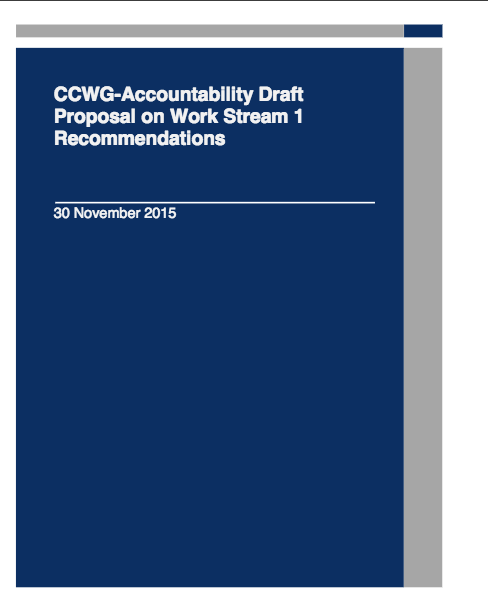 CCWG-Accountability Draft
Proposal on Work Stream 1
Recommendations
30 November 2015